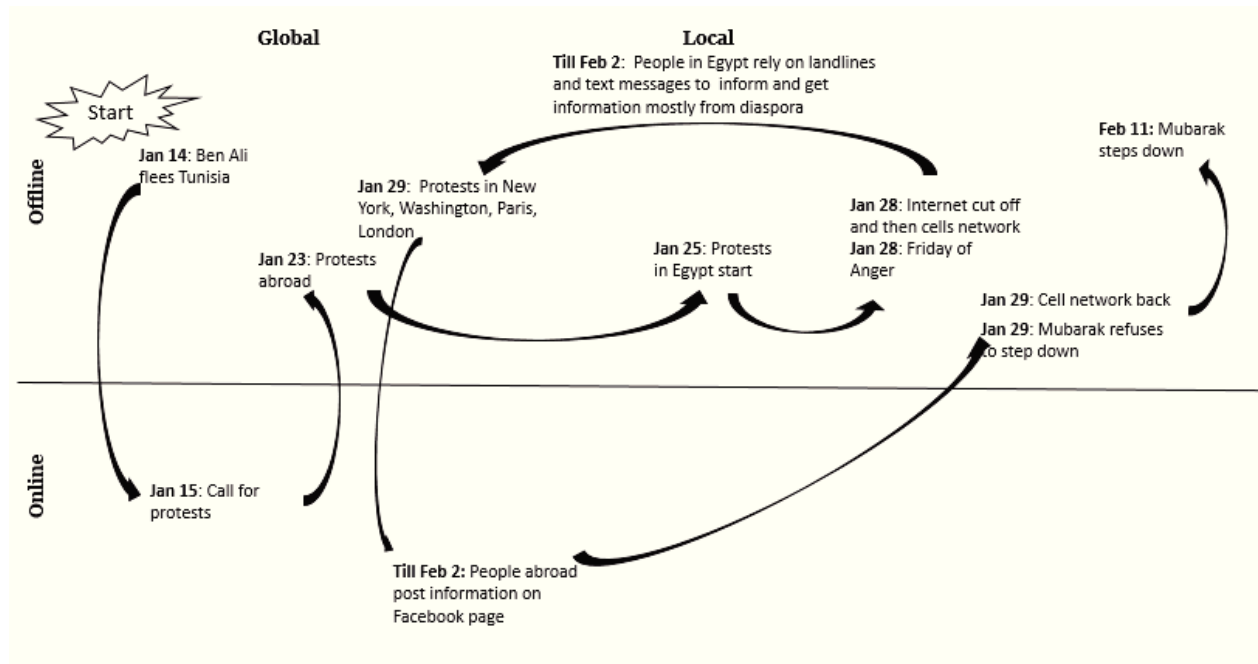 Global
Local
Till Feb 2: People in Egypt rely on landlines
and text messages to inform and get
information mostly from diaspora
Start
Offline
Jan 14: Ben Ali
flees Tunisia
Jan 29: Protests in New
York, Washington, Paris,
London
Jan 23: Protests
abroad
Jan 25: Protests
in Egypt start
Jan 28: Internet cut off
and then cells network
Jan 28: Friday of
Anger
Feb 11: Mubarak
steps down
Jan 29: Cell network back
Jan 29: Mubarak refuses
to step down
Online
Jan 15: Call for
protests
Till Feb 2: People abroad
post information on
Facebook page